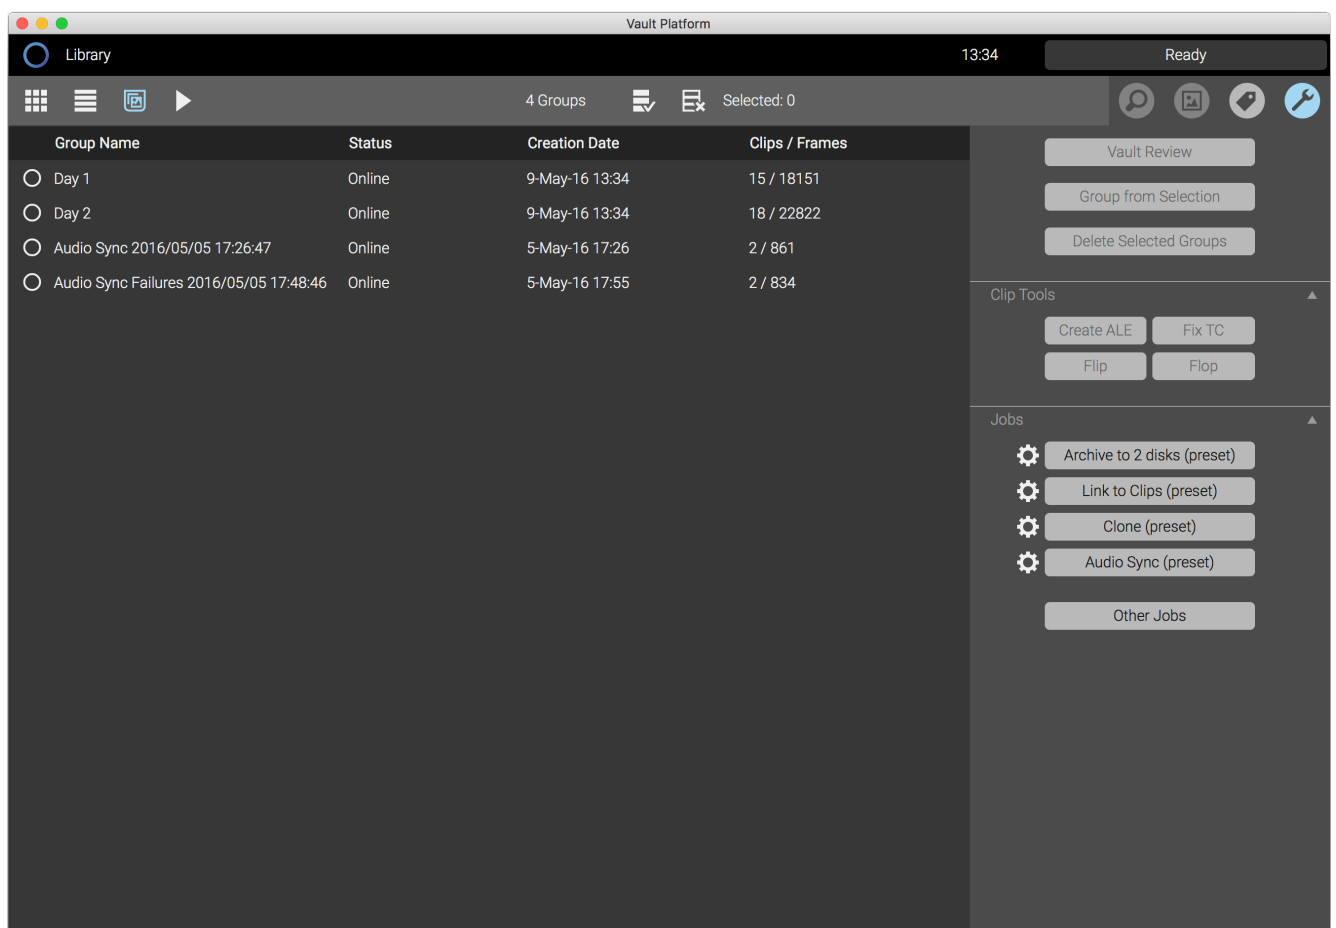 Vault Platform
Library 13:34 Ready
4 Groups Selected: 0
Group Name Status Creation Date Clips / Frames
Day 1 Online 9-May-16 13:34 15 / 18151
Day 2 Online 9-May-16 13:34 18 / 22822
Audio Sync 2016/05/05 17:26:47 Online 5-May-16 17:26 2 / 861
Audio Sync Failures 2016/05/05 17:48:46 Online 5-May-16 17:55 2 / 834
Vault Review
Group from Selection
Delete Selected Groups
Clip Tools
Create ALE Fix TC
Flip Flop
Jobs
Archive to 2 disks (preset)
Link to Clips (preset)
Clone (preset)
Audio Sync (preset)
Other Jobs